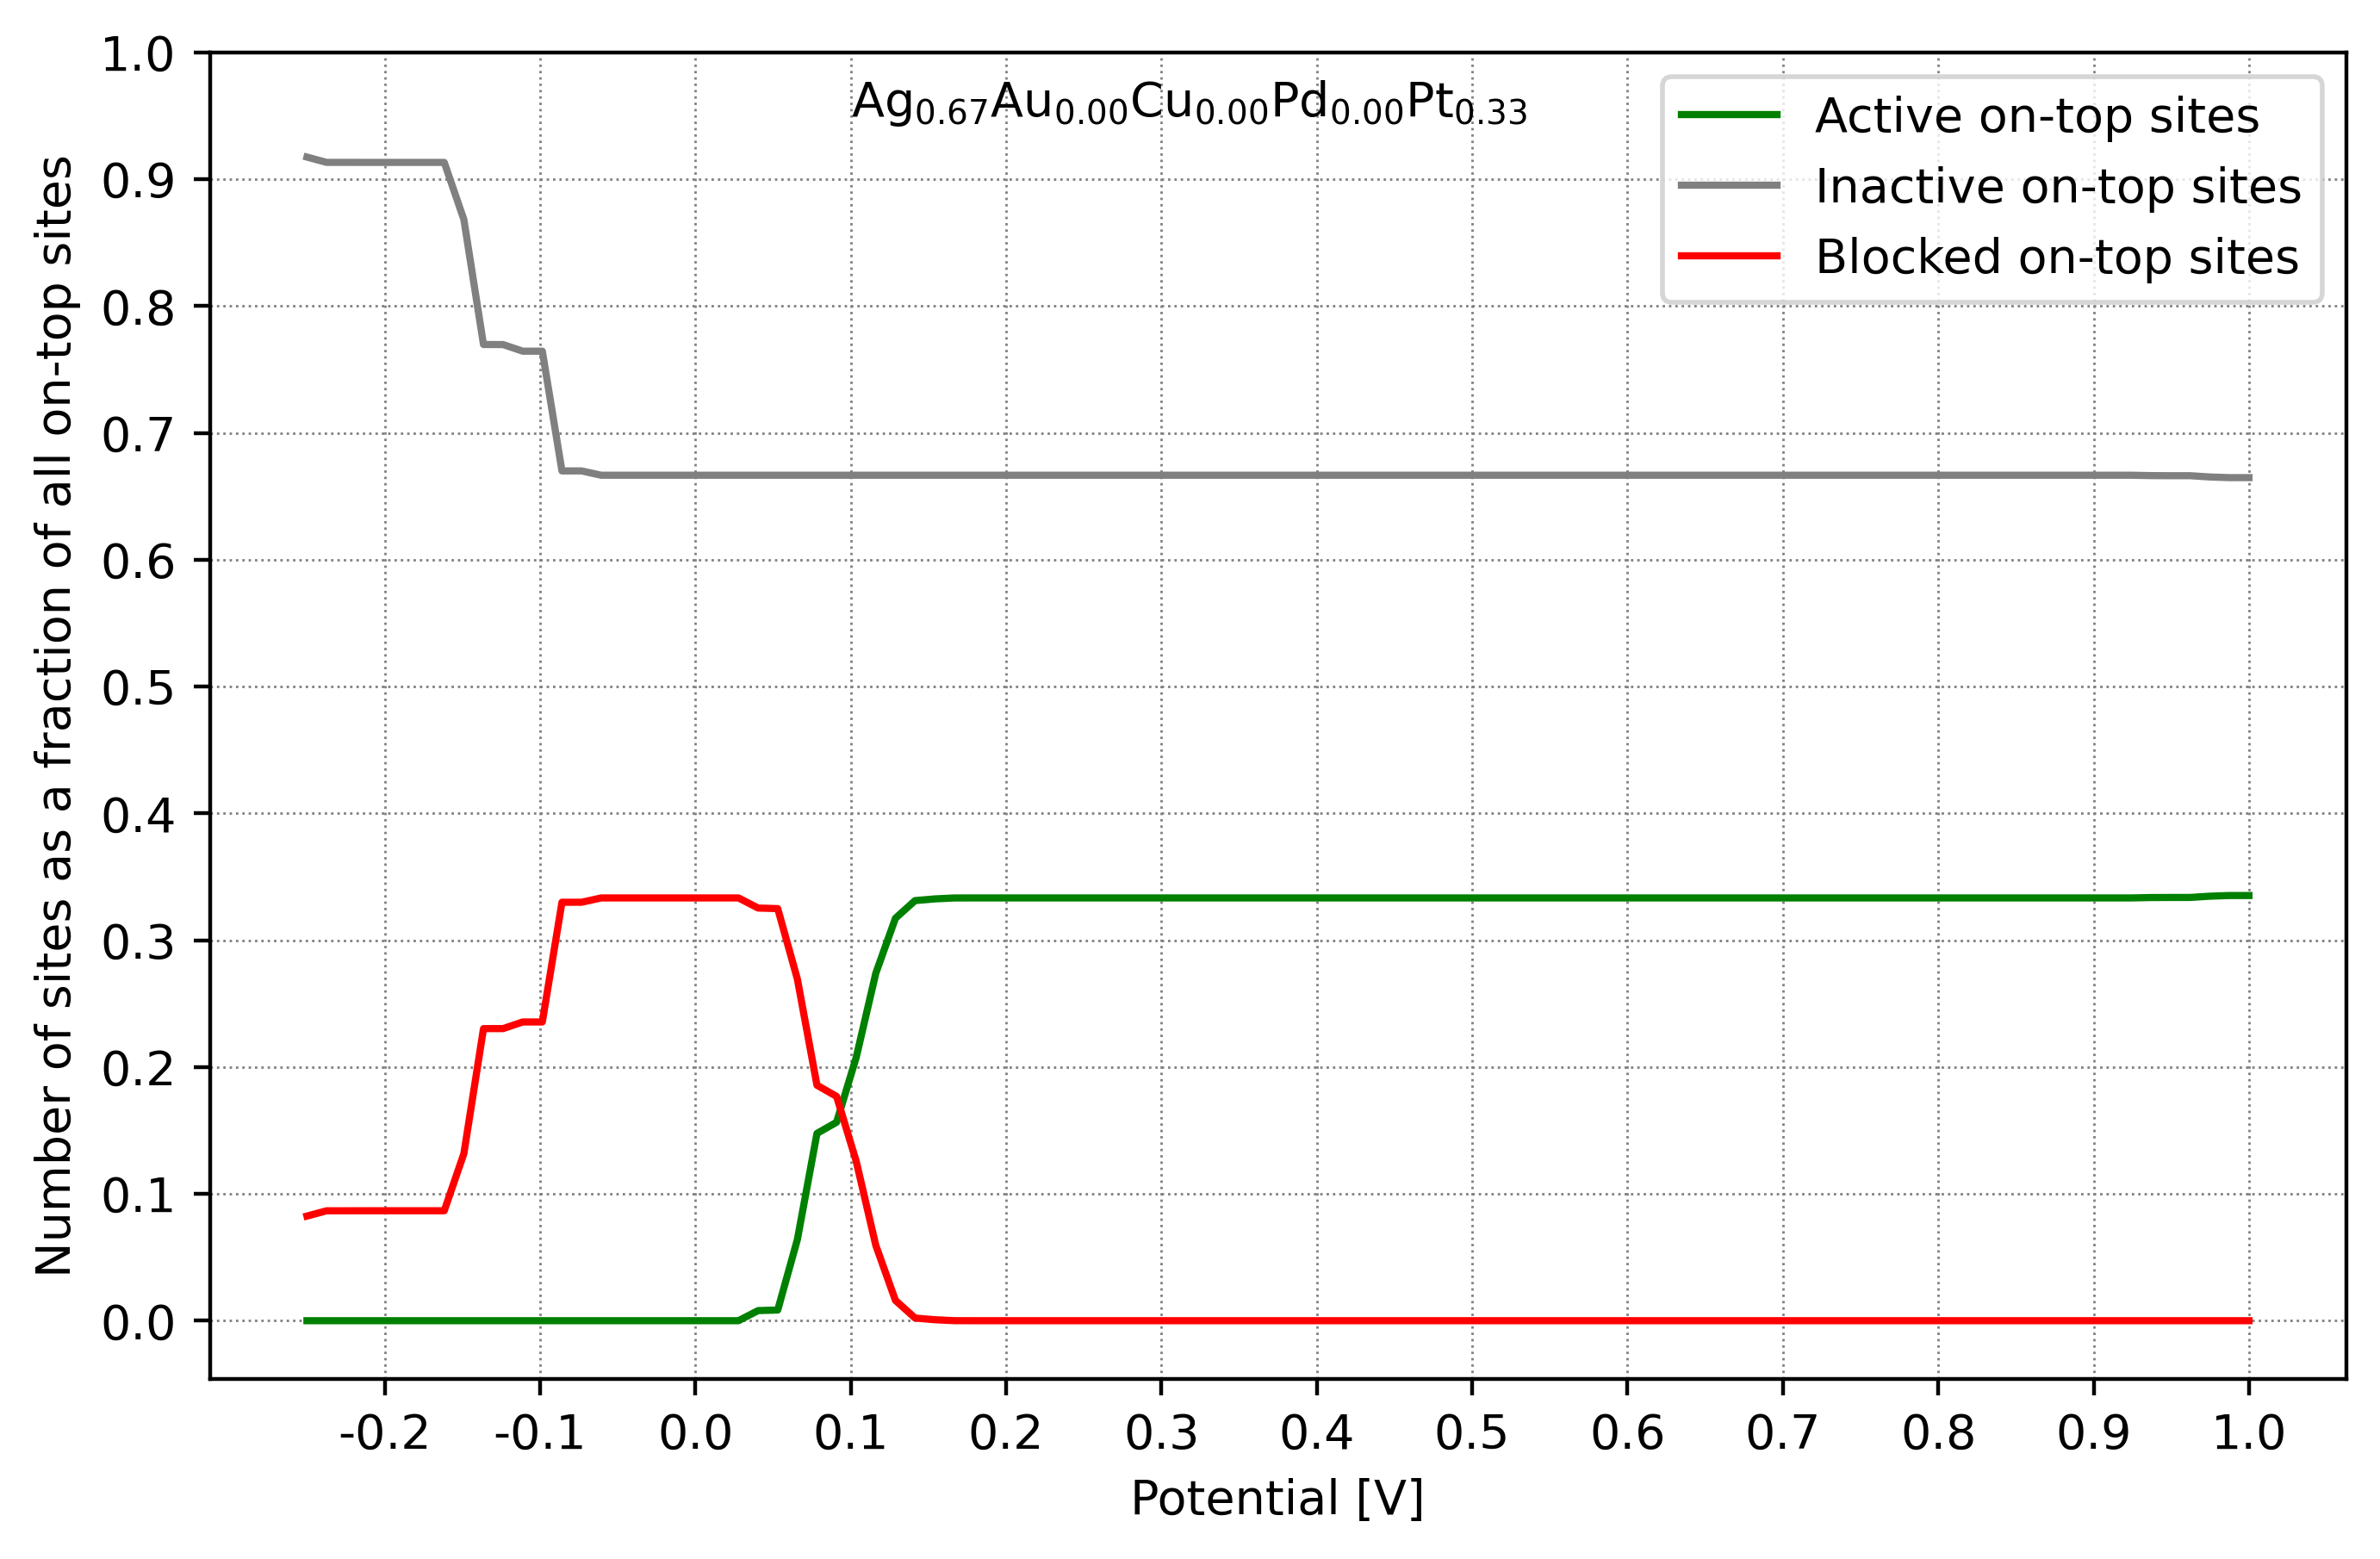 Ag0.67Au0.00Cu0.00Pd0.00Pt0.33
Active on-top sites
Inactive on-top sites
Blocked on-top sites
Number of sites as a fraction of all on-top sites
1.0
0.9
0.8
0.7
0.6
0.5
0.4
0.3
0.2
0.1
0.0
-0.2 -0.1 0.0 0.1 0.2 0.3 0.4 0.5 0.6 0.7 0.8 0.9 1.0
Potential [V]